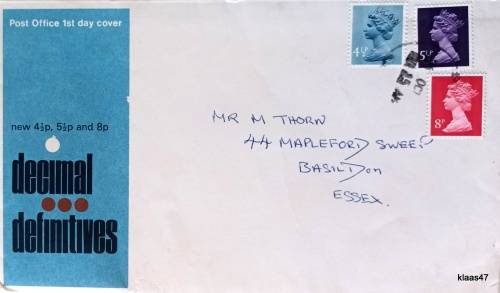 Post Office 1st day cover
4½P
5½P
8P
new 4½p, 5½p and 8p
decimal
definitives
MR M THORN
44 MAPLEFORD SWEEP
BASILDON
ESSEX.
klaas47